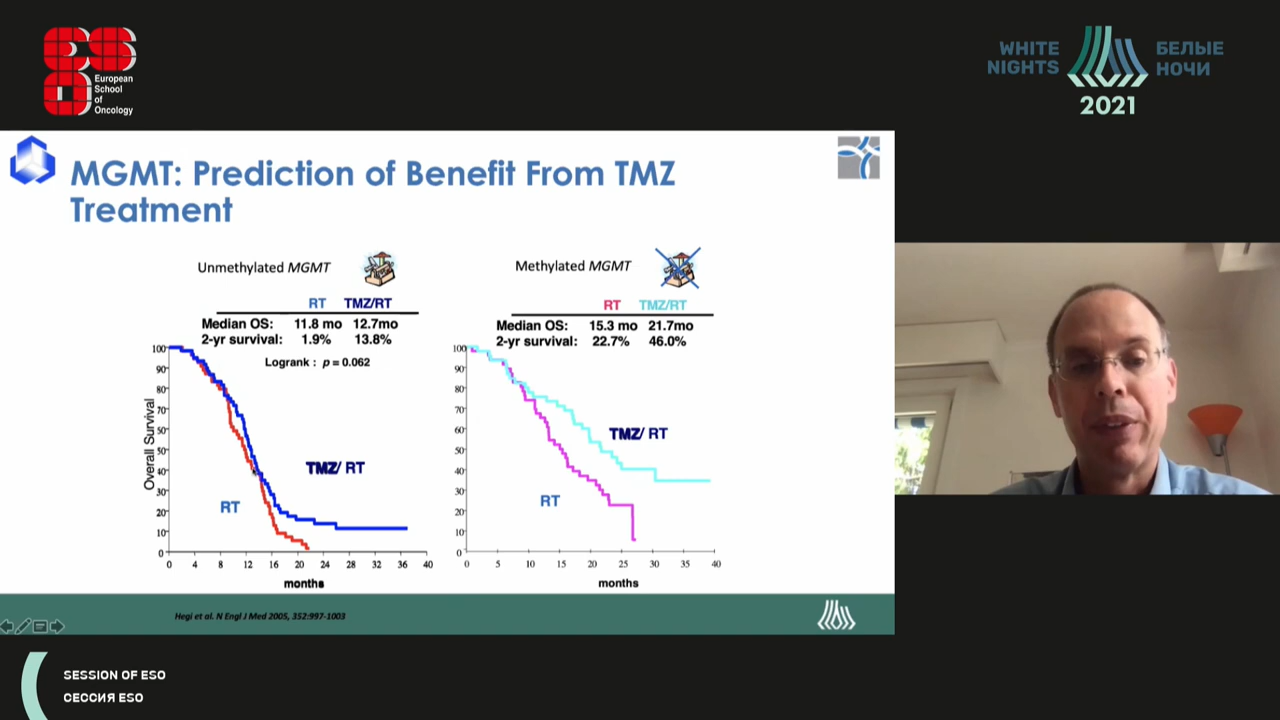 European
School
of
Oncology
WHITE
NIGHTS
БЕЛЫЕ
НОЧИ
2021
MGMT: Prediction of Benefit From TMZ
Treatment
Unmethylated MGMT
RT TMZ/RT
Median OS: 11.8 mo 12.7mo
2-yr survival: 1.9% 13.8%
Logrank : p = 0.062
Overall Survival
100
90
80
70
60
50
40
30
20
10
0
TMZ/ RT
RT
0 4 8 12 16 20 24 28 32 36 40
months
Methylated MGMT
RT TMZ/RT
Median OS: 15.3 mo 21.7mo
2-yr survival: 22.7% 46.0%
100
90
80
70
60
50
40
30
20
10
0
TMZ/ RT
RT
0 5 10 15 20 25 30 35 40
months
Hegi et al. N Engl J Med 2005, 352:997-1003
SESSION OF ESO
СЕССИЯ ESO